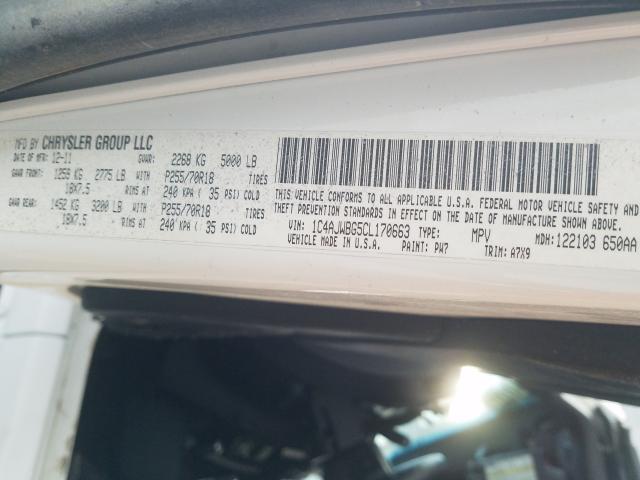 MFD BY CHRYSLER GROUP LLC
DATE OF MFR 12-11 GVWR: 2268 KG 5000 LB
GAWR FRONT: 1259 KG 2775 LB WITH P255/70R18 TIRES
18X7.5 RIMS AT 240 KPA ( 35 PSI) COLD
GAWR REAR: 1452 KG 3200 LB WITH P255/70R18 TIRES
18X7.5 RIMS AT 240 KPA ( 35 PSI) COLD
THIS VEHICLE CONFORMS TO ALL APPLICABLE U.S.A. FEDERAL MOTOR VEHICLE SAFETY AND
THEFT PREVENTION STANDARDS IN EFFECT ON THE DATE OF MANUFACTURE SHOWN ABOVE.
VIN: 1C4AJWBG5CL170663 TYPE: MPV MDH: 122103 650AA
VEHICLE MADE IN U.S.A. PAINT: PW7 TRIM: A7X9